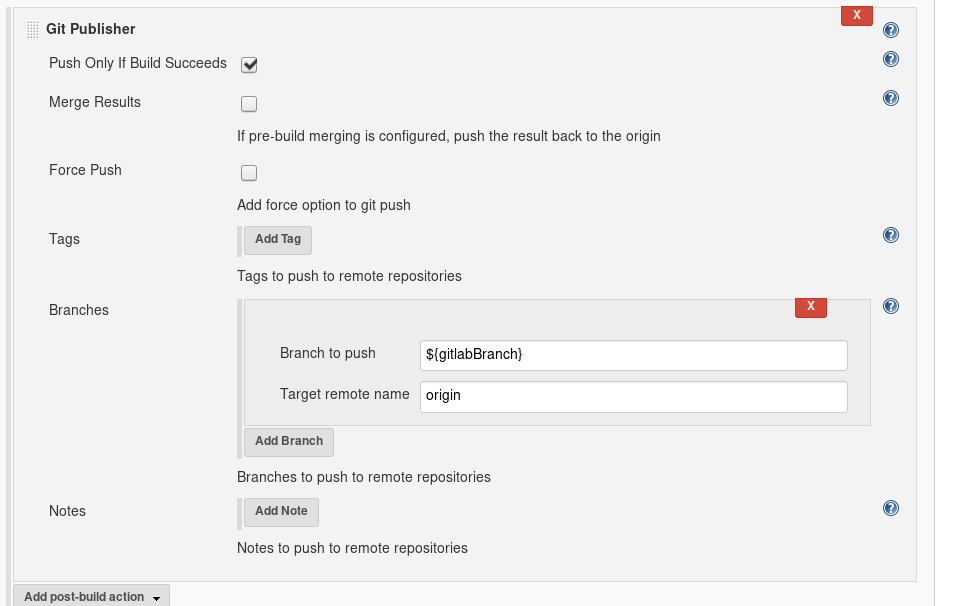 X
Git Publisher
?
Push Only If Build Succeeds
?
Merge Results
?
If pre-build merging is configured, push the result back to the origin
Force Push
Add force option to git push
Tags
Add Tag
?
Tags to push to remote repositories
Branches
X
?
Branch to push
${gitlabBranch}
Target remote name
origin
Add Branch
Branches to push to remote repositories
Notes
Add Note
?
Notes to push to remote repositories
Add post-build action